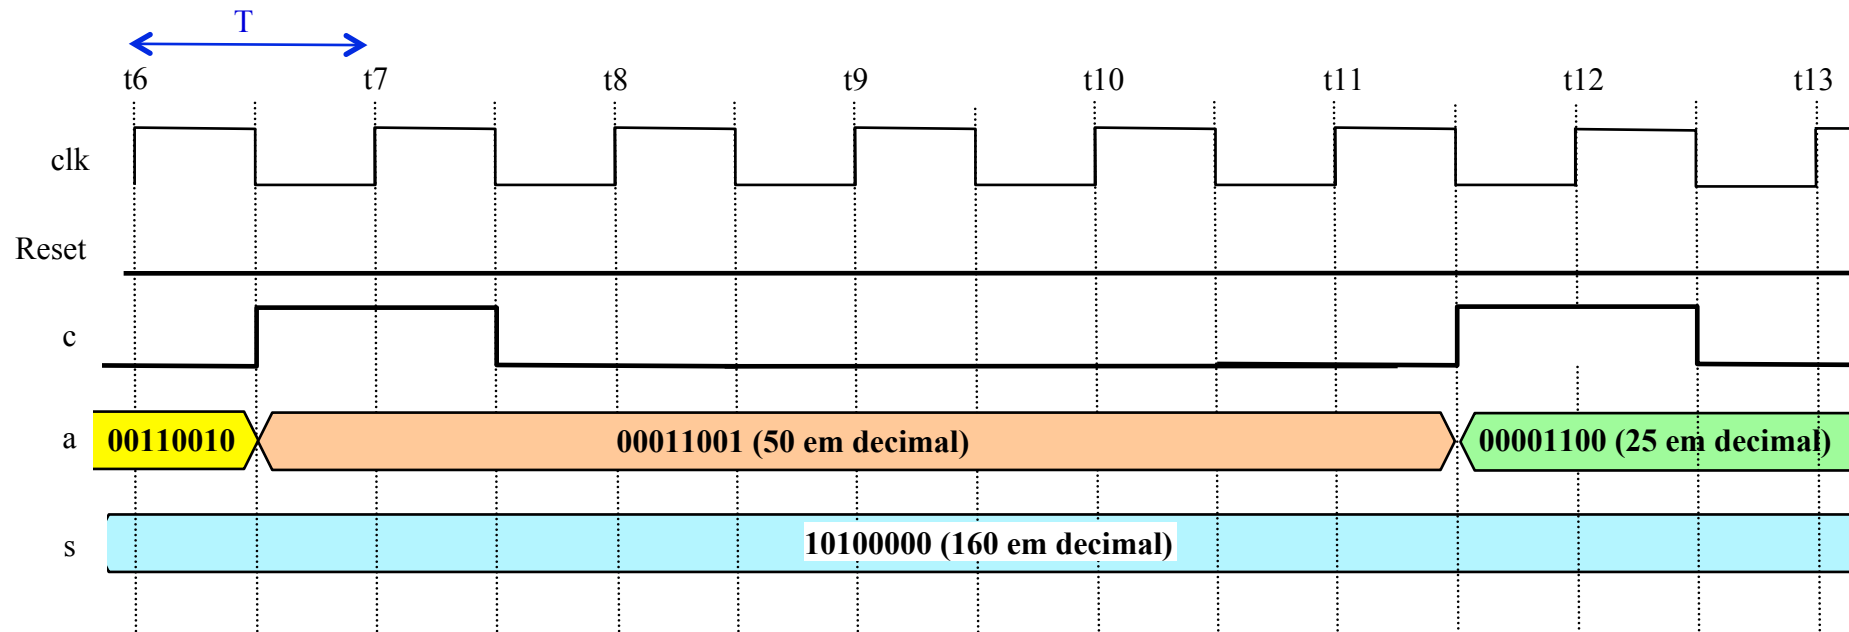 T
t6 t7 t8 t9 t10 t11 t12 t13
clk
Reset
c
a 00110010 00011001 (50 em decimal) 00001100 (25 em decimal)
s 10100000 (160 em decimal)